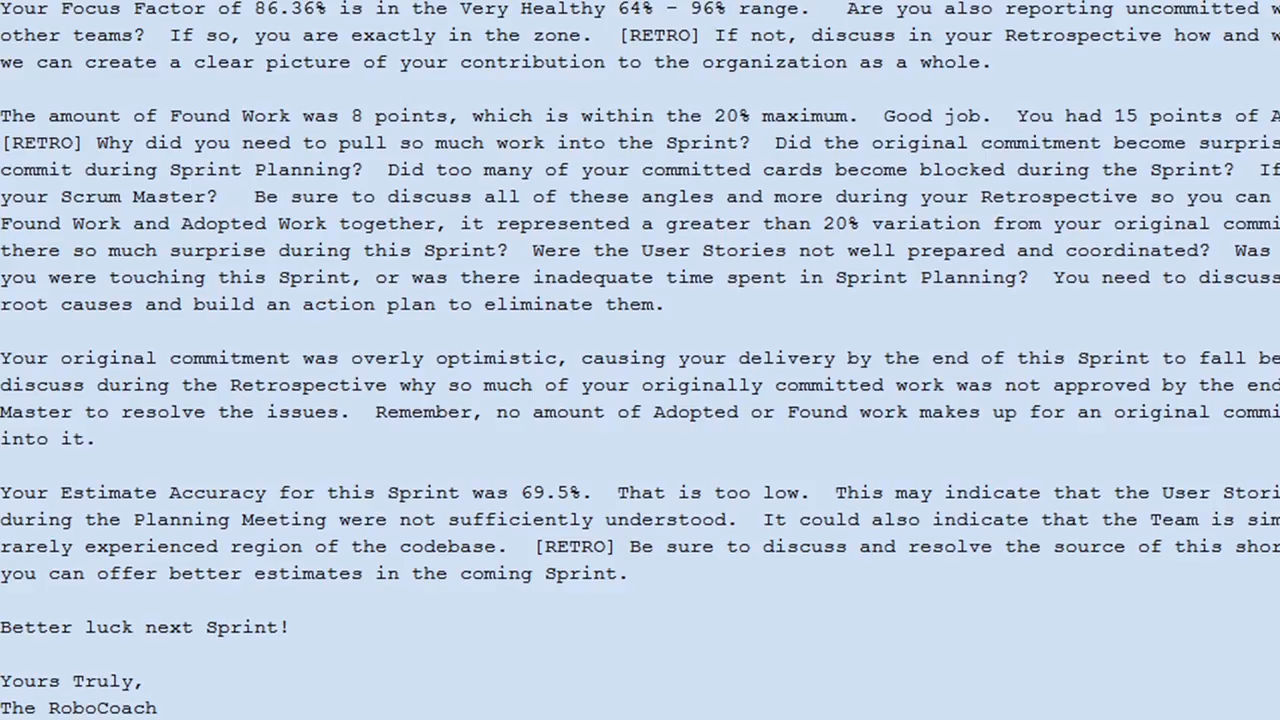 Your Focus Factor of 86.36% is in the Very Healthy 64% - 96% range.   Are you also reporting uncommitted
other teams?  If so, you are exactly in the zone.  [RETRO] If not, discuss in your Retrospective how and
we can create a clear picture of your contribution to the organization as a whole.
The amount of Found Work was 8 points, which is within the 20% maximum.  Good job.  You had 15 points of
[RETRO] Why did you need to pull so much work into the Sprint?  Did the original commitment become
commit during Sprint Planning?  Did too many of your committed cards become blocked during the Sprint?  If
your Scrum Master?   Be sure to discuss all of these angles and more during your Retrospective so you can
Found Work and Adopted Work together, it represented a greater than 20% variation from your original
there so much surprise during this Sprint?  Were the User Stories not well prepared and coordinated?  Was
you were touching this Sprint, or was there inadequate time spent in Sprint Planning?  You need to discuss
root causes and build an action plan to eliminate them.
Your original commitment was overly optimistic, causing your delivery by the end of this Sprint to fall
discuss during the Retrospective why so much of your originally committed work was not approved by the end
Master to resolve the issues.  Remember, no amount of Adopted or Found work makes up for an original
into it.
Your Estimate Accuracy for this Sprint was 69.5%.  That is too low.  This may indicate that the User
during the Planning Meeting were not sufficiently understood.  It could also indicate that the Team is
rarely experienced region of the codebase.  [RETRO] Be sure to discuss and resolve the source of this
you can offer better estimates in the coming Sprint.
Better luck next Sprint!
Yours Truly,
The RoboCoach